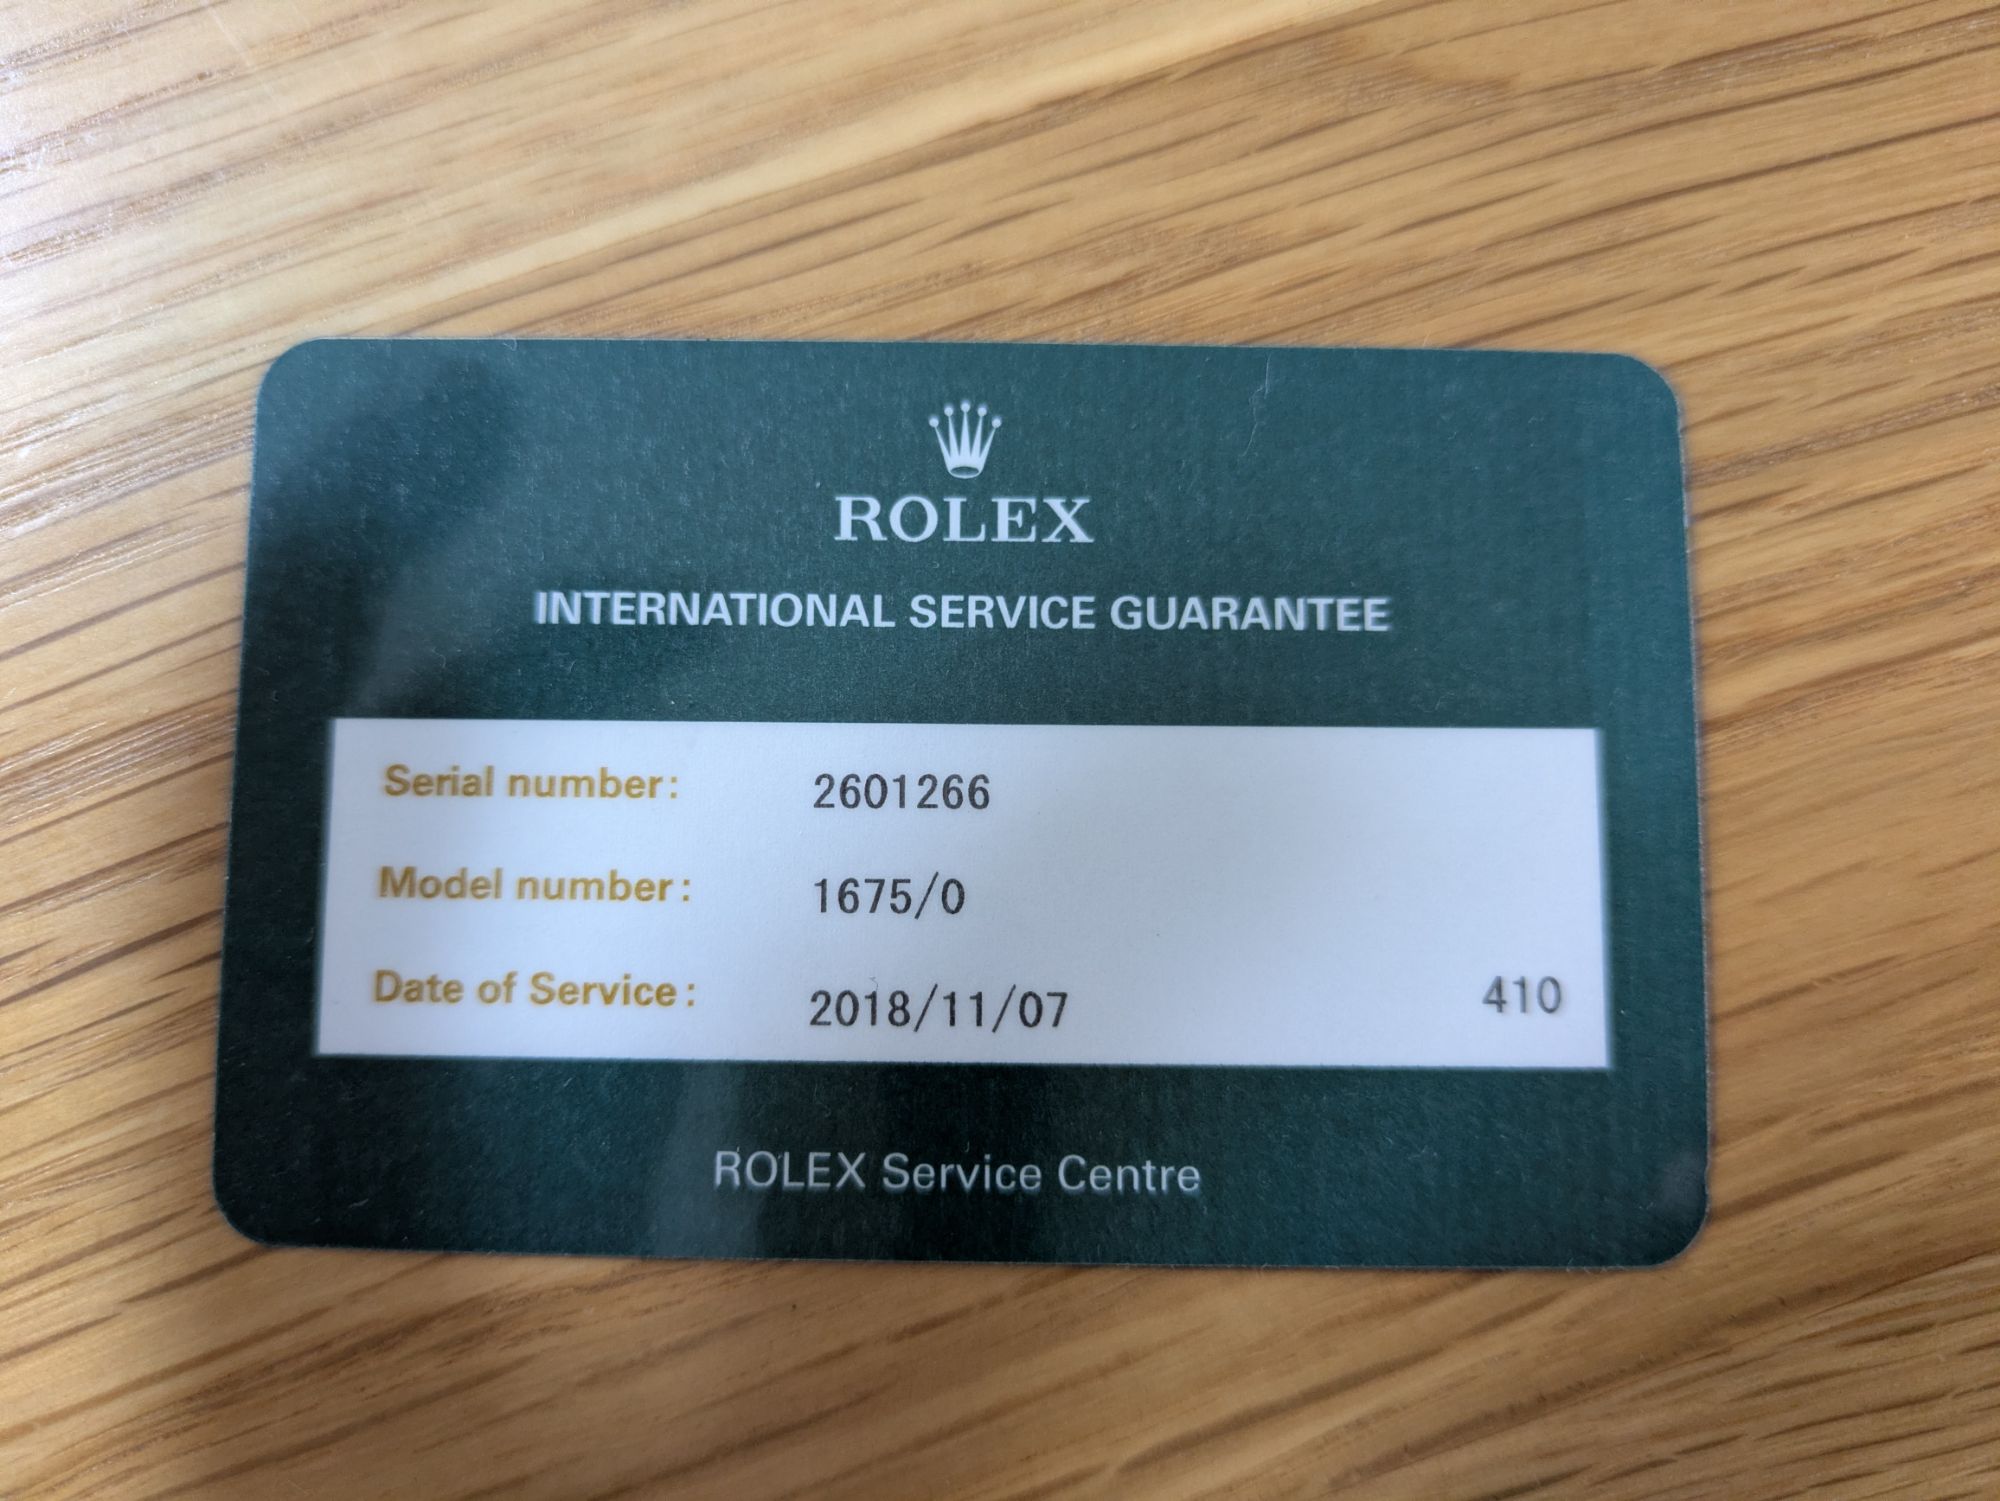 ROLEX
INTERNATIONAL SERVICE GUARANTEE
Serial number: 2601266
Model number: 1675/0
Date of Service: 2018/11/07 410
ROLEX Service Centre